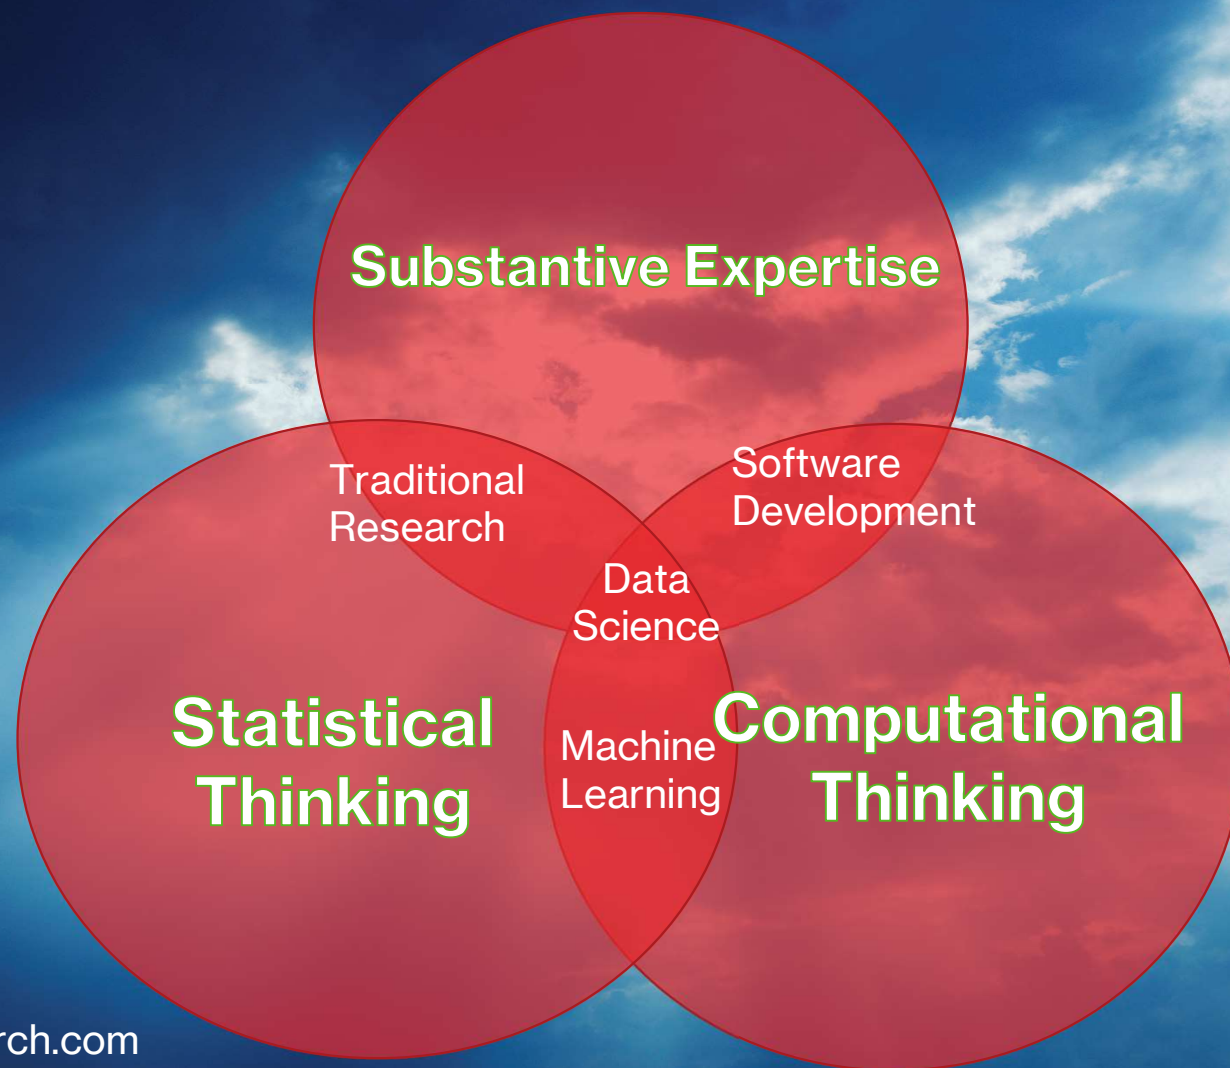 Substantive Expertise
Traditional
Research
Software
Development
Data
Science
Statistical
Thinking
Machine
Learning
Computational
Thinking
rch.com